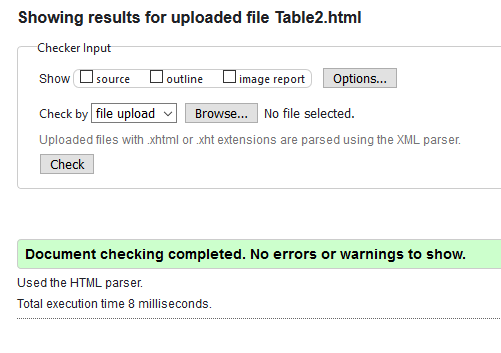 Showing results for uploaded file Table2.html
Checker Input
Show source outline image report Options...
Check by file upload Browse... No file selected.
Uploaded files with .xhtml or .xht extensions are parsed using the XML parser.
Check
Document checking completed. No errors or warnings to show.
Used the HTML parser.
Total execution time 8 milliseconds.